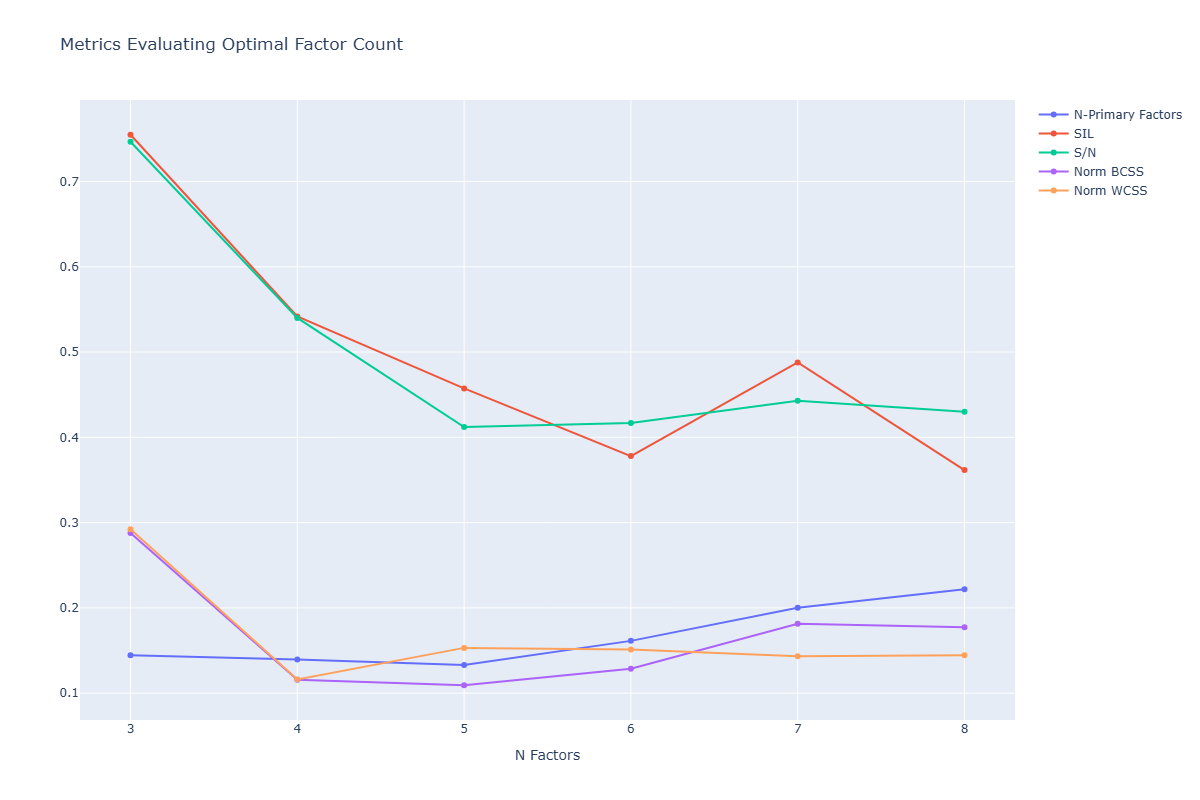 Metrics Evaluating Optimal Factor Count
N-Primary Factors
SIL
S/N
Norm BCSS
Norm WCSS
0.7
0.6
0.5
0.4
0.3
0.2
0.1
3 4 5 6 7 8
N Factors